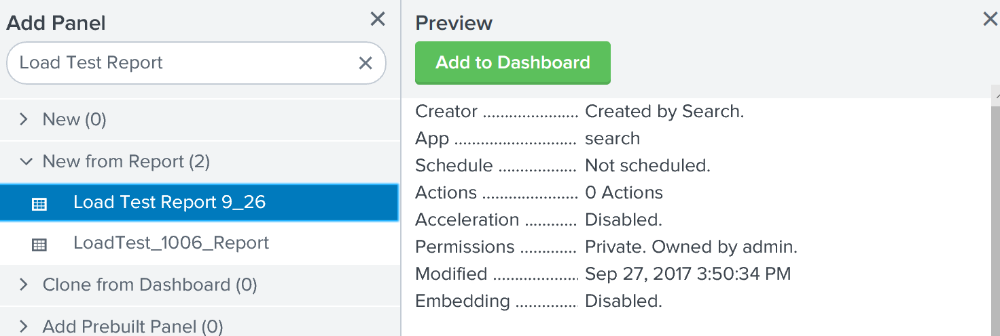 Add Panel
Load Test Report
New (0)
New from Report (2)
Load Test Report 9_26
LoadTest_1006_Report
Clone from Dashboard (0)
Add Prebuilt Panel (0)
Preview
Add to Dashboard
Creator ...................... Created by Search.
App ............................ search
Schedule .................. Not scheduled.
Actions ...................... 0 Actions
Acceleration ............ Disabled.
Permissions ............. Private. Owned by admin.
Modified .................... Sep 27, 2017 3:50:34 PM
Embedding .............. Disabled.